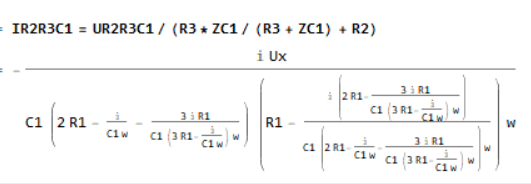 = IR2R3C1 = UR2R3C1 / (R3 * ZC1 / (R3 + ZC1) + R2)
= - (i Ux) / (C1 (2 R1 - i/(C1 w) - (3 i R1)/(C1 (3 R1 - i/(C1 w)) w)) (R1 - (i (2 R1 - (3 i R1)/(C1 (3 R1 - i/(C1 w)) w)))/(C1 (2 R1 - i/(C1 w) - (3 i R1)/(C1 (3 R1 - i/(C1 w)) w)) w)) w)